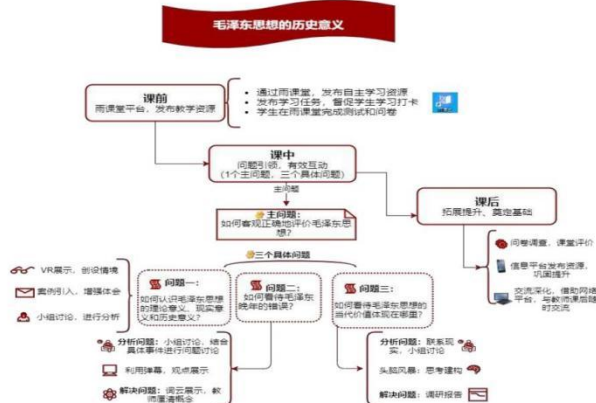 毛泽东思想的历史意义
课前
雨课堂平台，发布教学资源
通过雨课堂，发布自主学习资源
发布学习任务，督促学生学习打卡
学生在雨课堂完成测试和问卷
课中
问题引领，有效互动
（1个主问题，三个具体问题）
主问题
主问题：
如何客观正确地评价毛泽东思想？
课后
拓展提升、奠定基础
问卷调查，课堂评价
信息平台发布资源，
巩固提升
交流深化，借助网络
平台，与教师课后随
时交流
三个具体问题
VR展示，创设情境
案例引入，增强体会
小组讨论，进行分析
问题一：
如何认识毛泽东思想
的理论意义、现实意
义和历史意义？
问题二：
如何看待毛泽东
晚年的错误？
问题三：
如何看待毛泽东思想的
当代价值体现在哪里？
分析问题：小组讨论，结合
具体事进行问题讨论
利用弹幕，观点展示
解决问题：词云展示，教
师厘清概念
分析问题：联系现
实，小组讨论
头脑风暴：思考建构
解决问题：调研报告